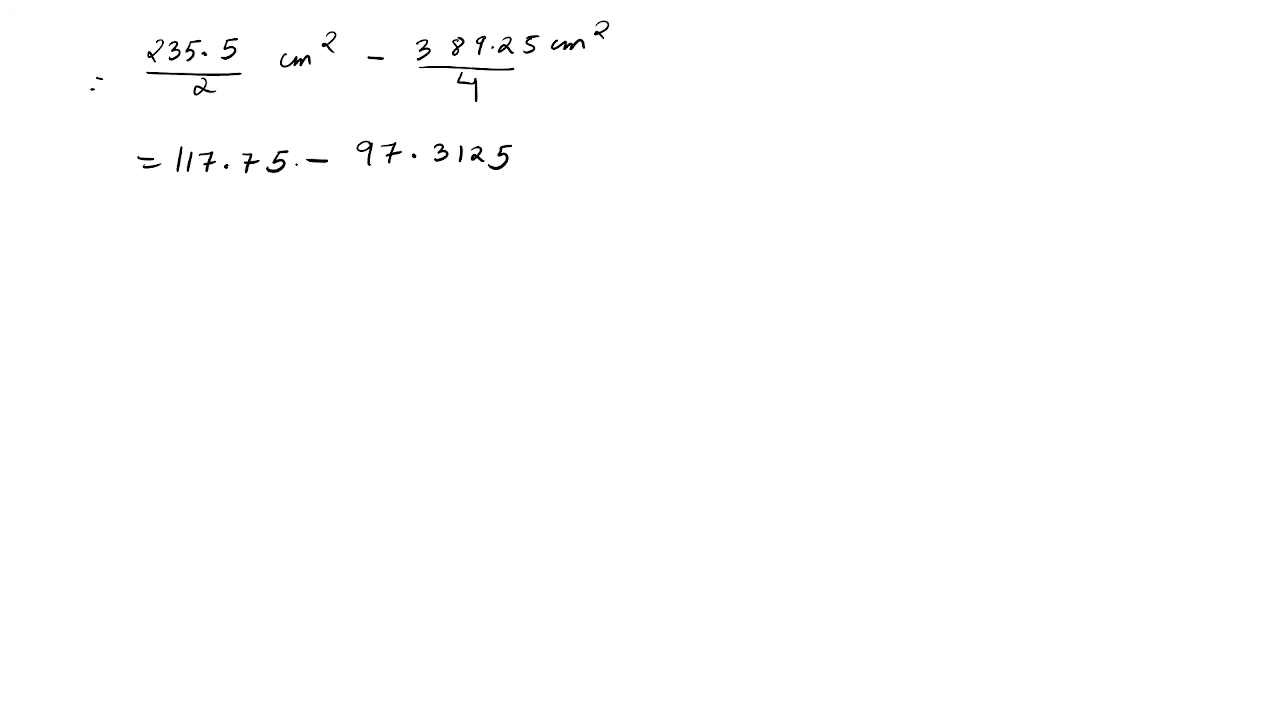 = 235.5/2 cm² - 389.25/4 cm²
= 117.75. - 97.3125